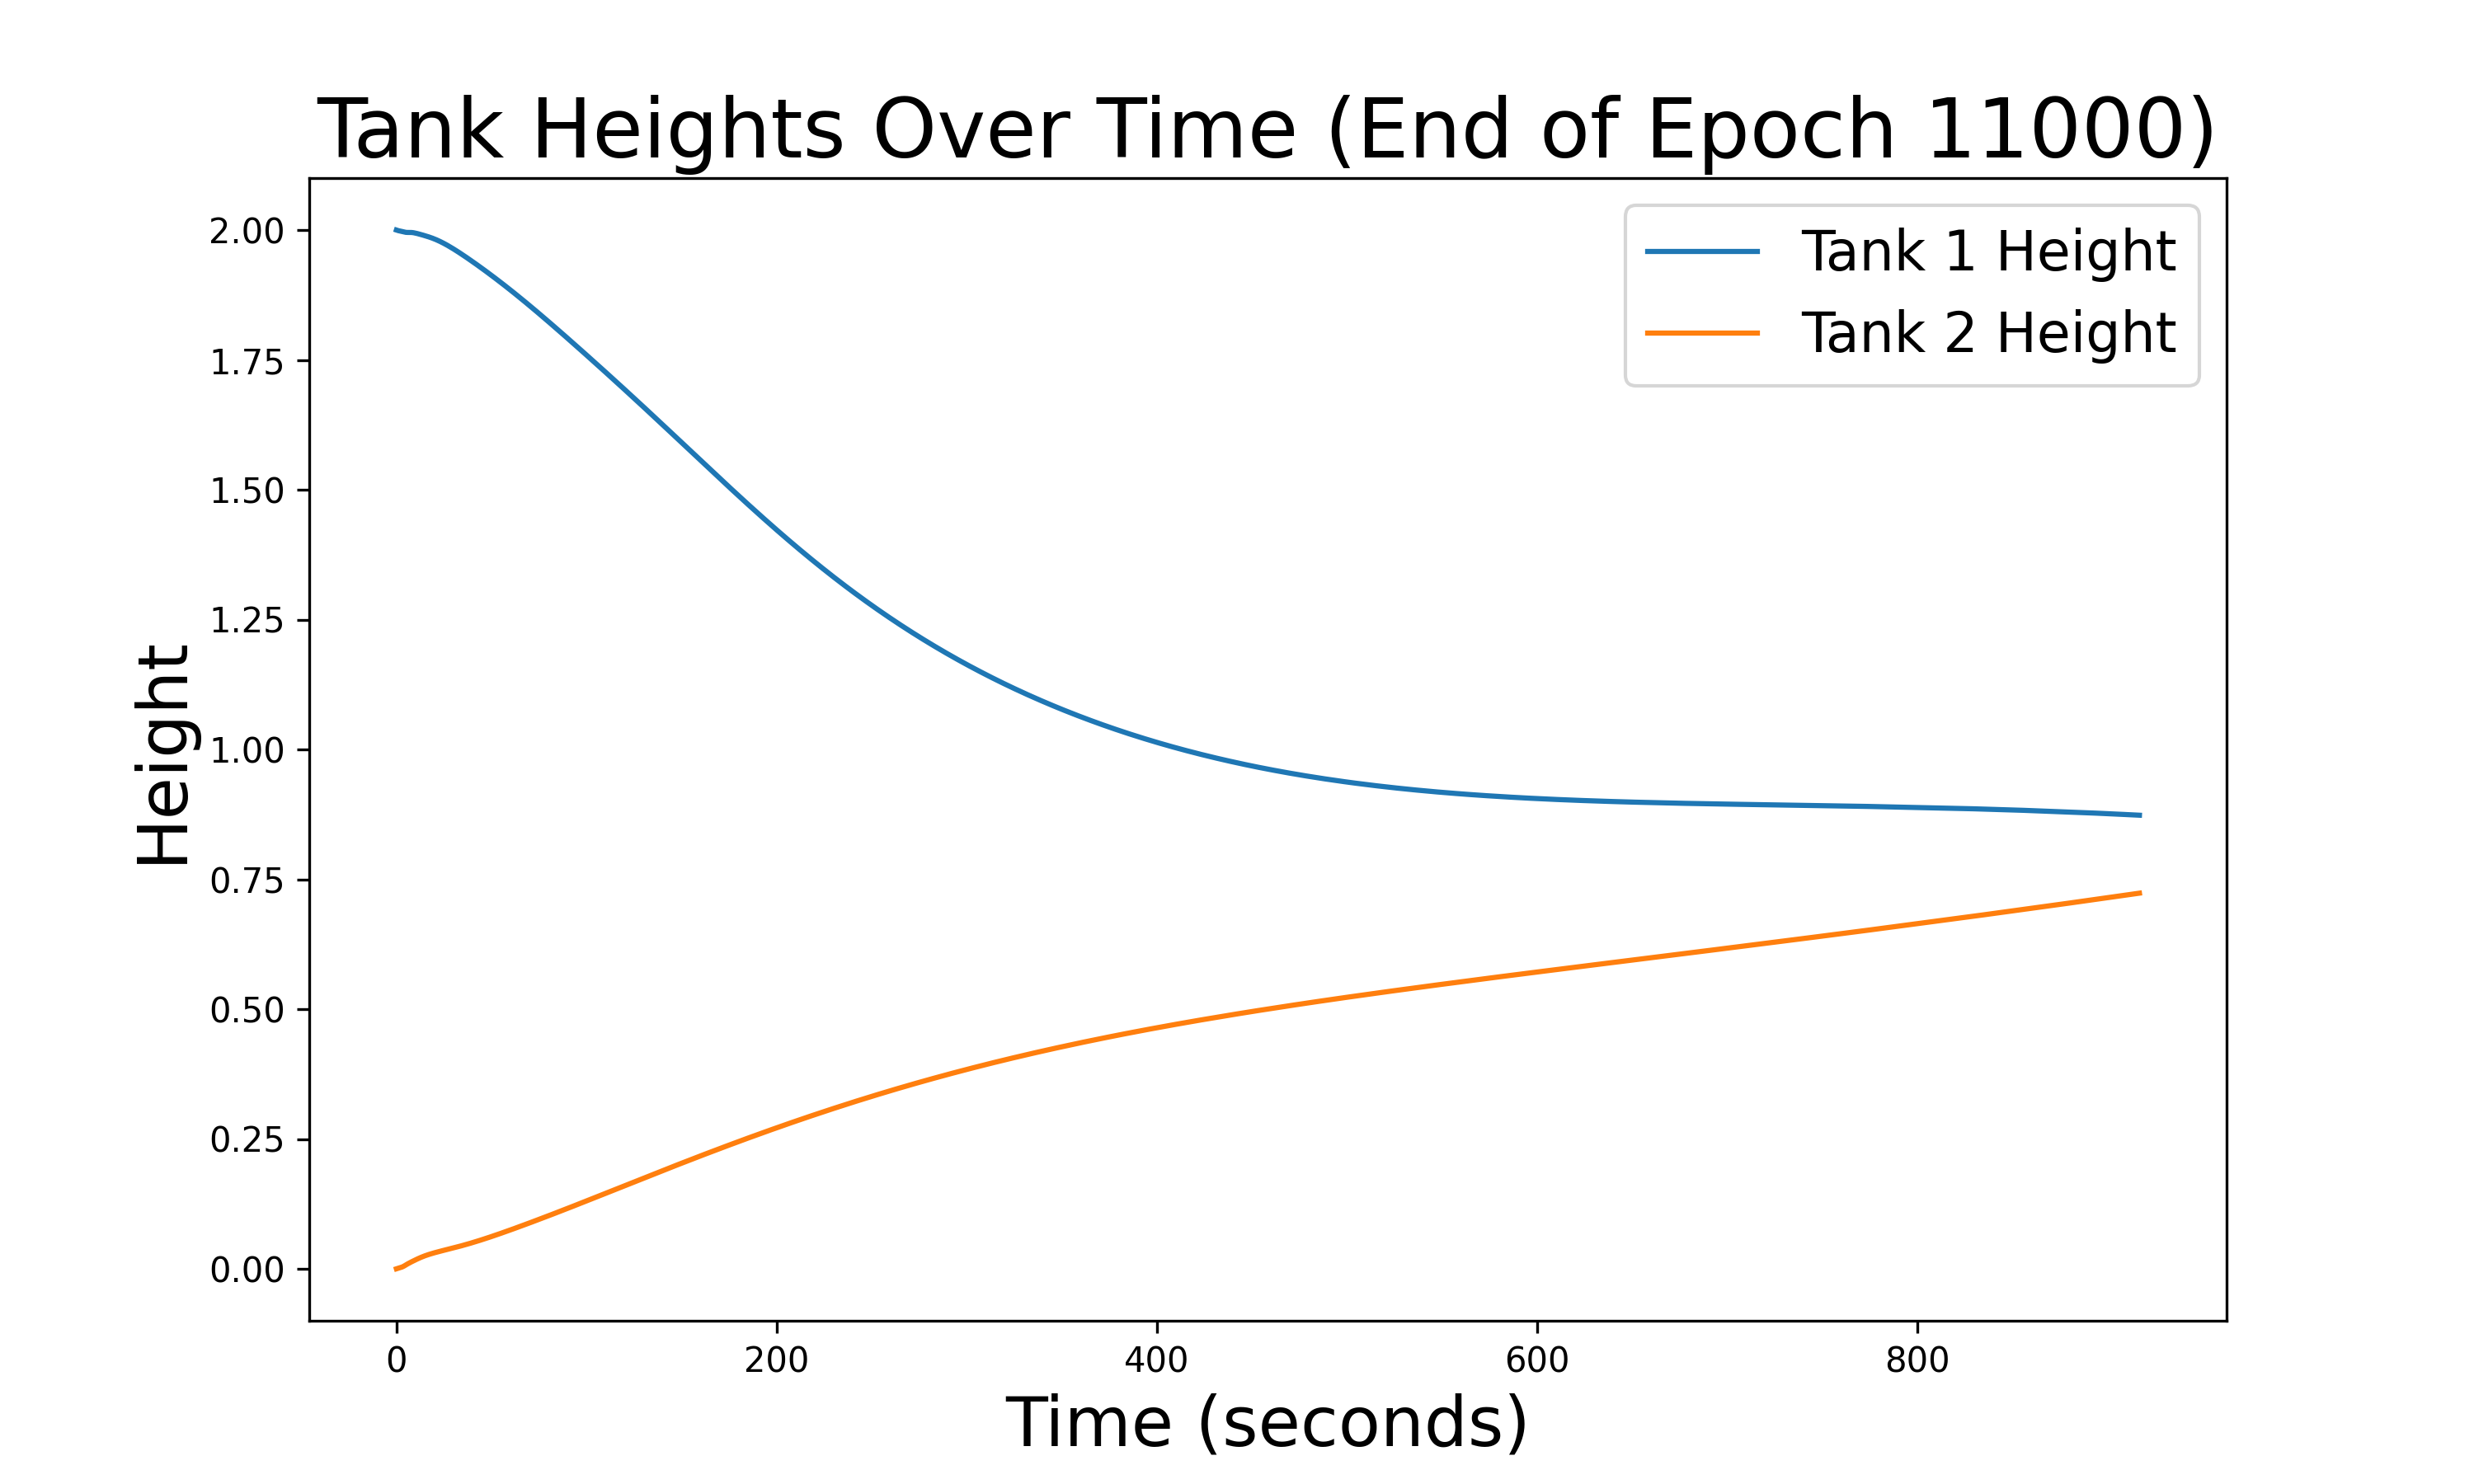 Tank Heights Over Time (End of Epoch 11000)
Tank 1 Height
Tank 2 Height
Height
2.00
1.75
1.50
1.25
1.00
0.75
0.50
0.25
0.00
0 200 400 600 800
Time (seconds)